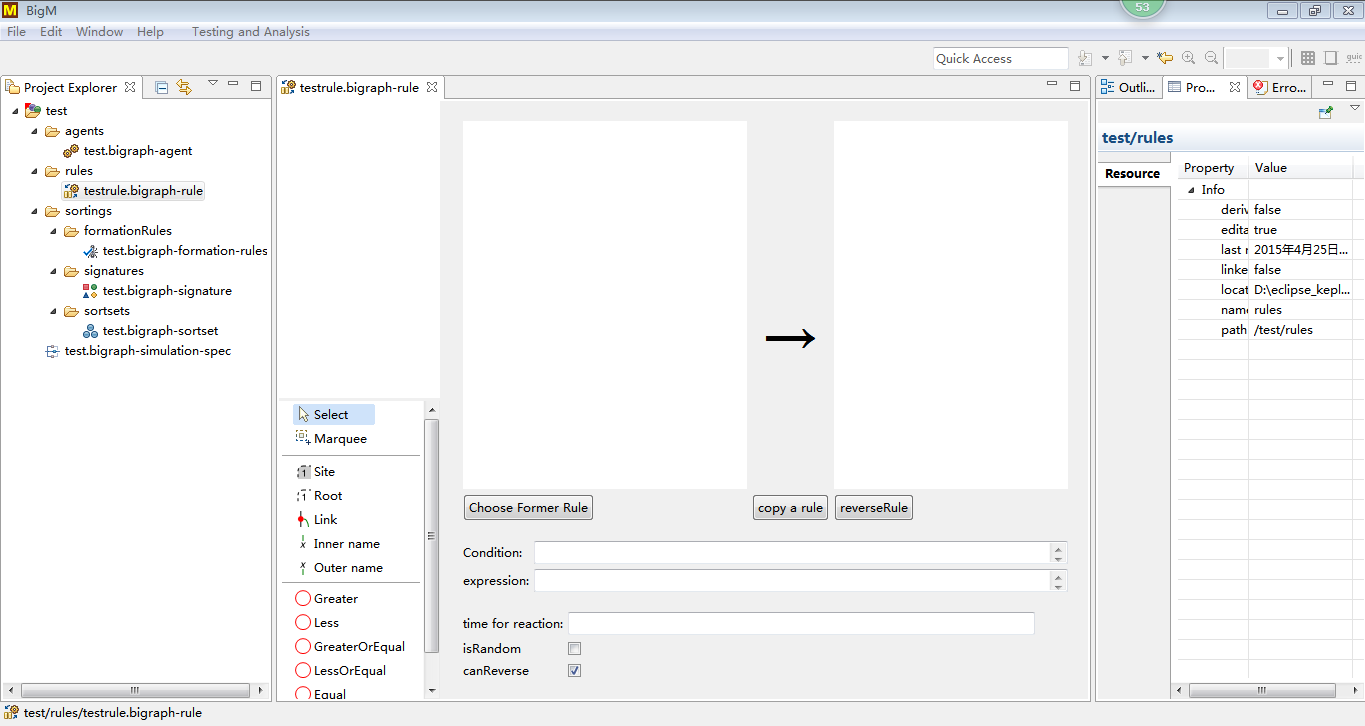 BigM
53
File Edit Window Help Testing and Analysis
Quick Access
guic
Project Explorer
test
agents
test.bigraph-agent
rules
testrule.bigraph-rule
sortings
formationRules
test.bigraph-formation-rules
signatures
test.bigraph-signature
sortsets
test.bigraph-sortset
test.bigraph-simulation-spec
testrule.bigraph-rule
Select
Marquee
Site
Root
Link
Inner name
Outer name
Greater
Less
GreaterOrEqual
LessOrEqual
Equal
→
Choose Former Rule
copy a rule
reverseRule
Condition:
expression:
time for reaction:
isRandom
canReverse
Outli...
Pro...
Erro...
test/rules
Resource
Property Value
Info
deriv false
edita true
last r 2015年4月25日...
linke false
locat D:\eclipse_kepl...
name rules
path /test/rules
test/rules/testrule.bigraph-rule